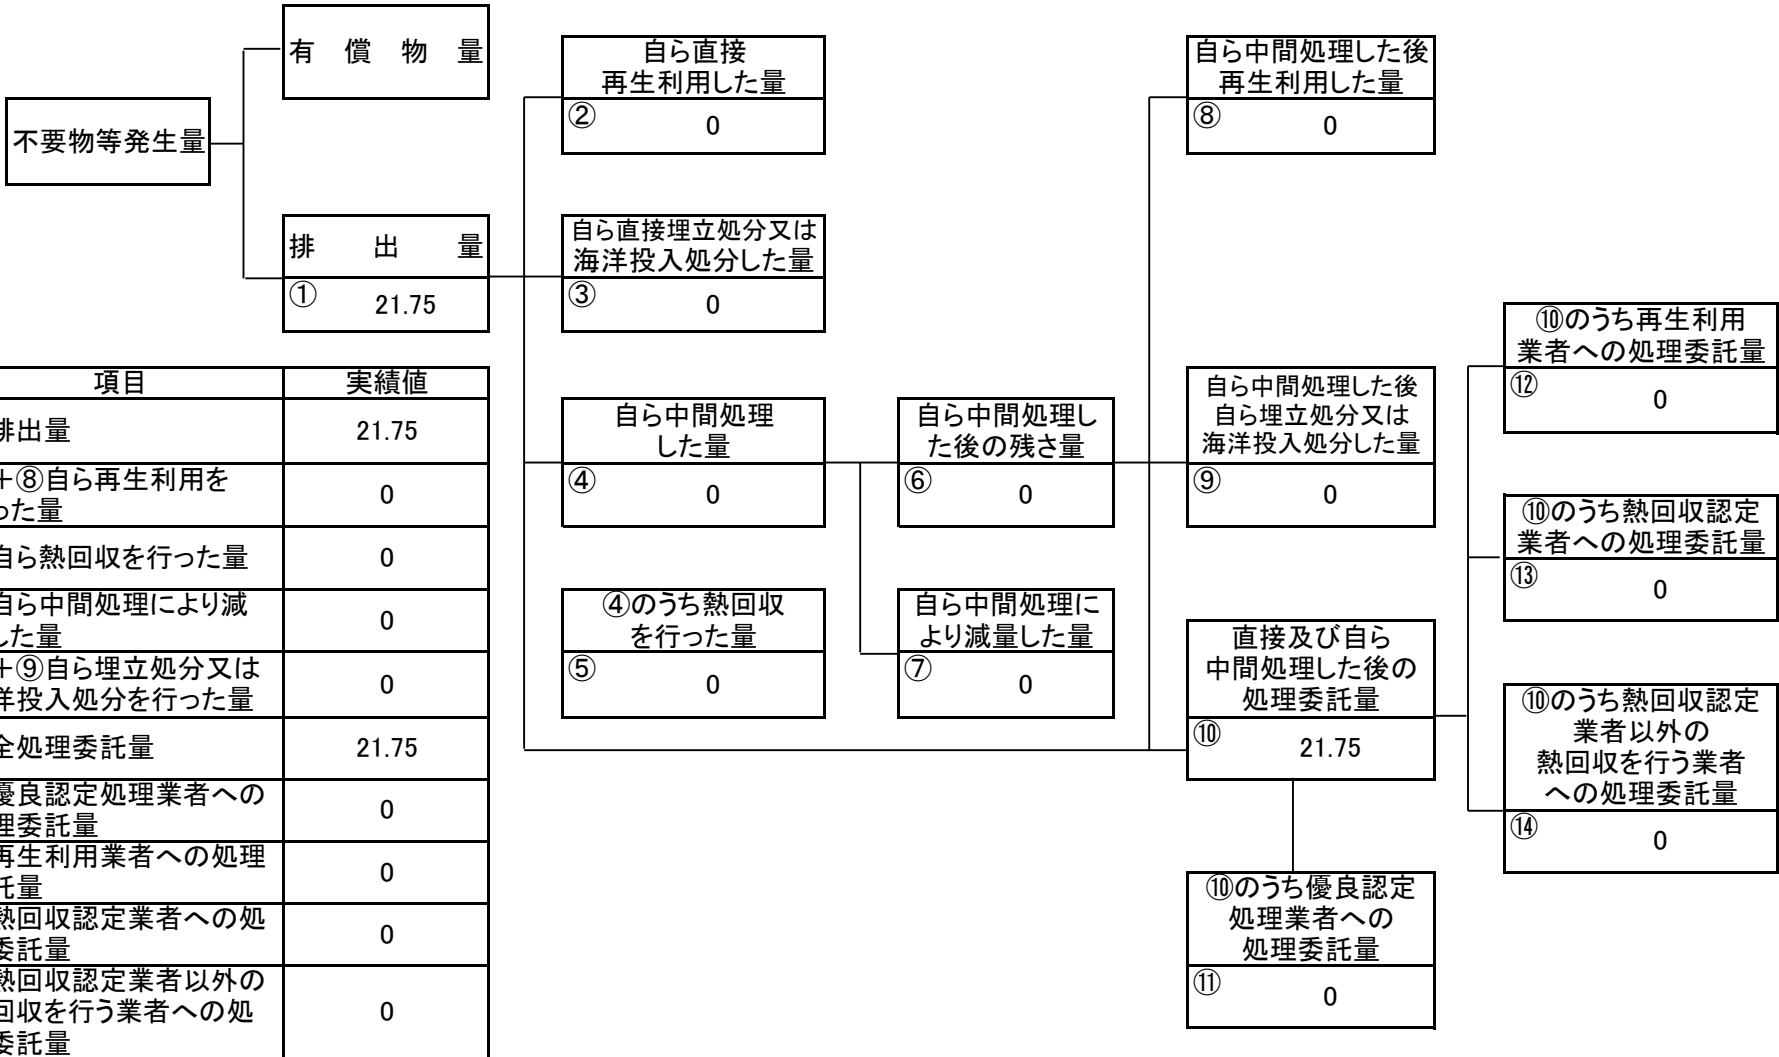 有 償 物 量
不要物等発生量
排 出 量
① 21.75
自ら直接
再生利用した量
② 0
自ら直接埋立処分又は
海洋投入処分した量
③ 0
自ら中間処理
した量
④ 0
④のうち熱回収
を行った量
⑤ 0
自ら中間処理し
た後の残さ量
⑥ 0
自ら中間処理に
より減量した量
⑦ 0
自ら中間処理した後
再生利用した量
⑧ 0
自ら中間処理した後
自ら埋立処分又は
海洋投入処分した量
⑨ 0
直接及び自ら
中間処理した後の
処理委託量
⑩ 21.75
⑩のうち優良認定
処理業者への
処理委託量
⑪ 0
⑩のうち再生利用
業者への処理委託量
⑫ 0
⑩のうち熱回収認定
業者への処理委託量
⑬ 0
⑩のうち熱回収認定
業者以外の
熱回収を行う業者
への処理委託量
⑭ 0
項目 実績値
排出量 21.75
+⑧自ら再生利用を
った量 0
自ら熱回収を行った量 0
自ら中間処理により減
した量 0
+⑨自ら埋立処分又は
洋投入処分を行った量 0
全処理委託量 21.75
優良認定処理業者への
理委託量 0
再生利用業者への処理
託量 0
熱回収認定業者への処
委託量 0
熱回収認定業者以外の
回収を行う業者への処
委託量 0